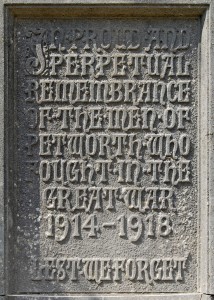 IN PROUD AND
PERPETUAL
REMEMBRANCE
OF THE MEN OF
PETWORTH WHO
FOUGHT IN THE
GREAT WAR
1914–1918
LEST WE FORGET